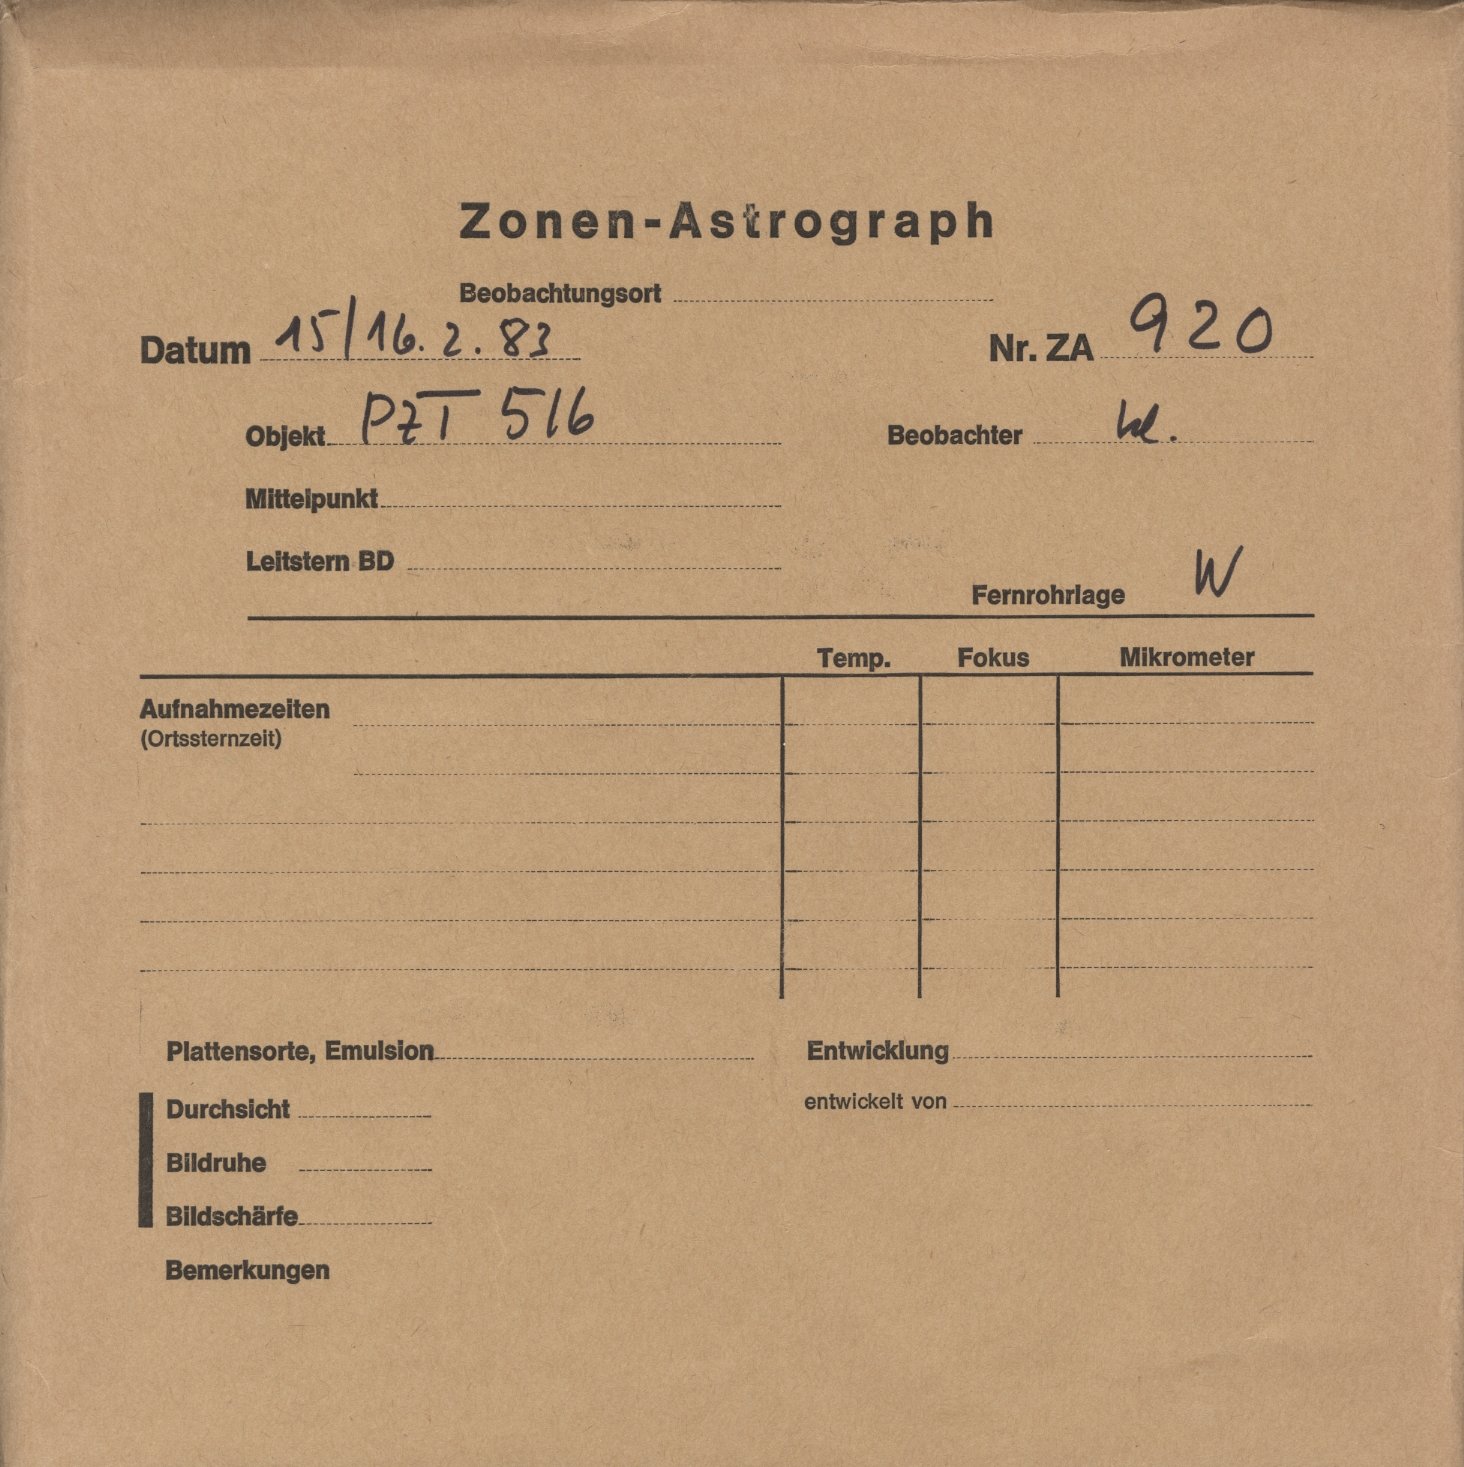 Zonen-Astrograph
Beobachtungsort
Datum 15/16. 2. 83
Nr. ZA 920
Objekt PZT 516
Beobachter kl.
Mittelpunkt
Leitstern BD
Fernrohrlage W
Temp. Fokus Mikrometer
Aufnahmezeiten
(Ortssternzeit)
Plattensorte, Emulsion
Entwicklung
Durchsicht
entwickelt von
Bildruhe
Bildschärfe
Bemerkungen